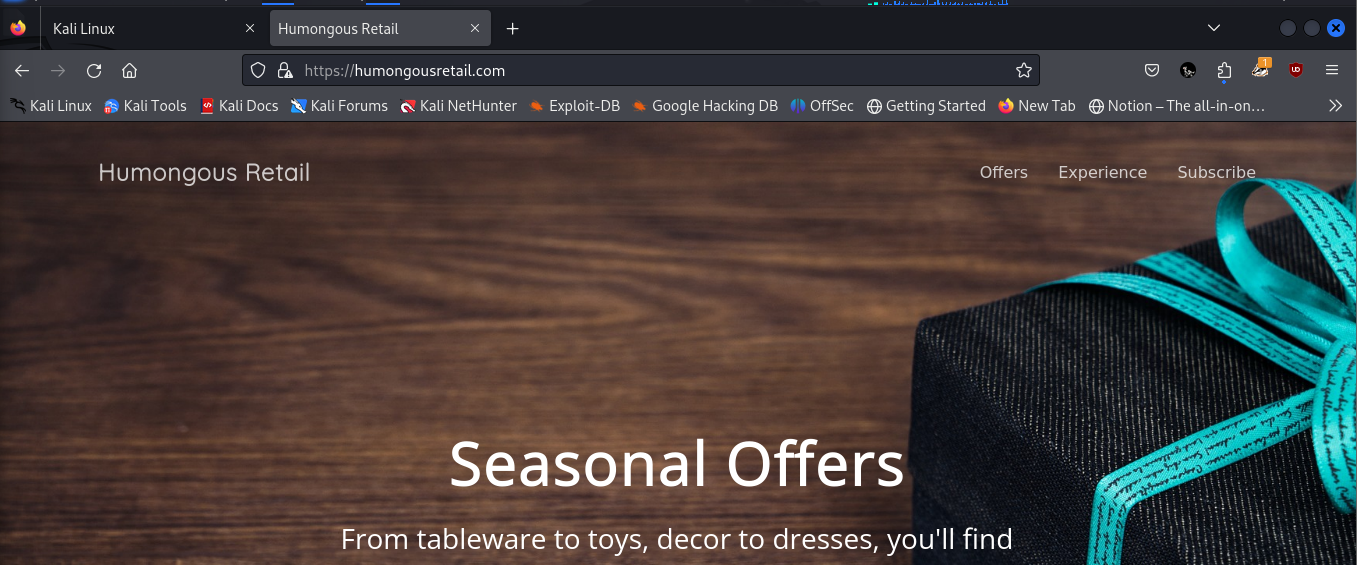 Kali Linux
Humongous Retail
https://humongousretail.com
1
Kali Linux Kali Tools Kali Docs Kali Forums Kali NetHunter Exploit-DB Google Hacking DB OffSec Getting Started New Tab Notion – The all-in-on…
Humongous Retail Offers Experience Subscribe
Seasonal Offers
From tableware to toys, decor to dresses, you'll find